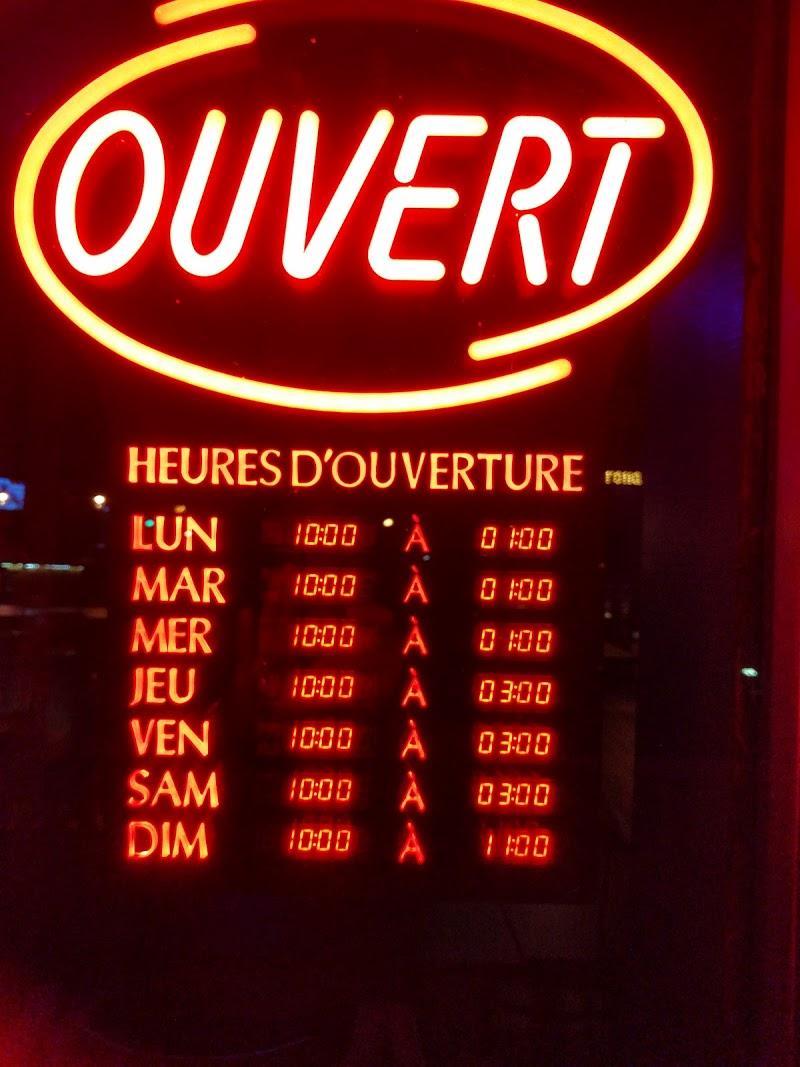 OUVERT
HEURES D'OUVERTURE
LUN 10:00 À 01:00
MAR 10:00 À 01:00
MER 10:00 À 01:00
JEU 10:00 À 03:00
VEN 10:00 À 03:00
SAM 10:00 À 03:00
DIM 10:00 À 11:00